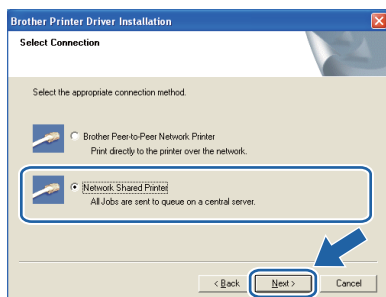 Brother Printer Driver Installation
Select Connection
Select the appropriate connection method.
Brother Peer-to-Peer Network Printer
Print directly to the printer over the network.
Network Shared Printer
All Jobs are sent to queue on a central server.
< Back Next > Cancel